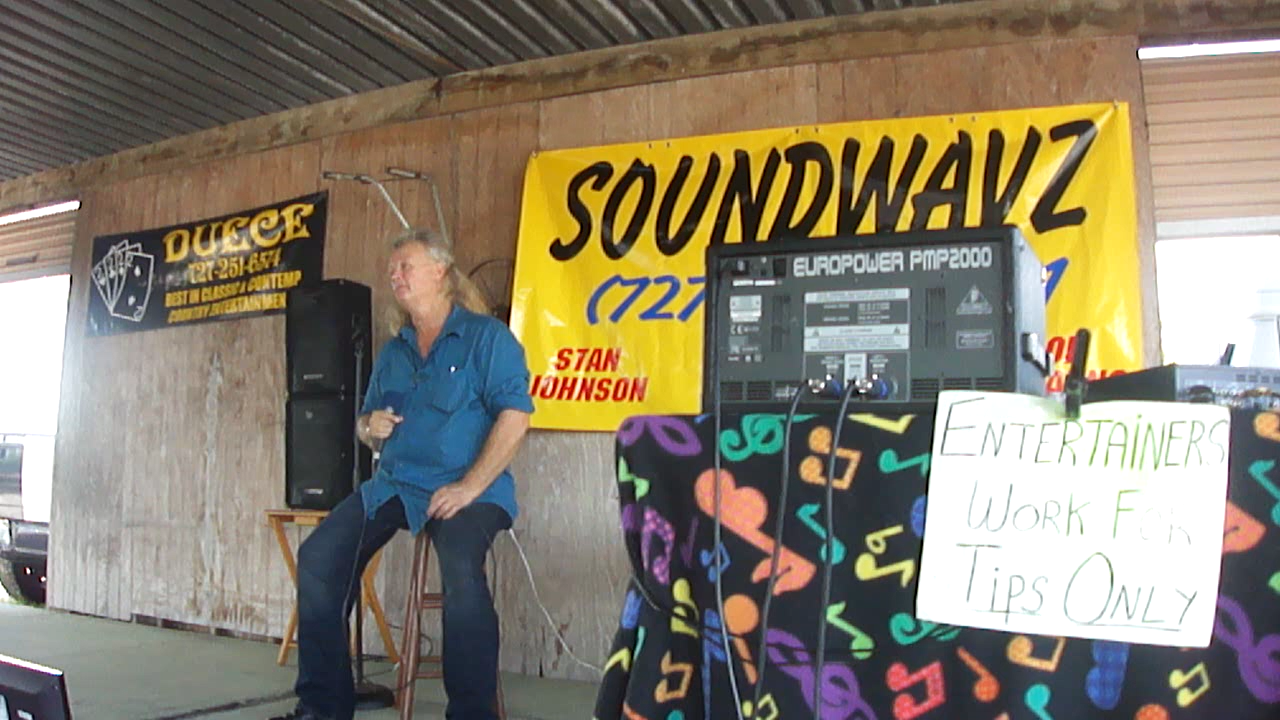 DUECE
727-251-6574
BEST IN CLASSIC & CONTEMP
COUNTRY ENTERTAINMENT
SOUNDWAVZ
(727
STAN
JOHNSON
EUROPOWER PMP2000
ENTERTAINERS
WORK FOR
TIPS ONLY